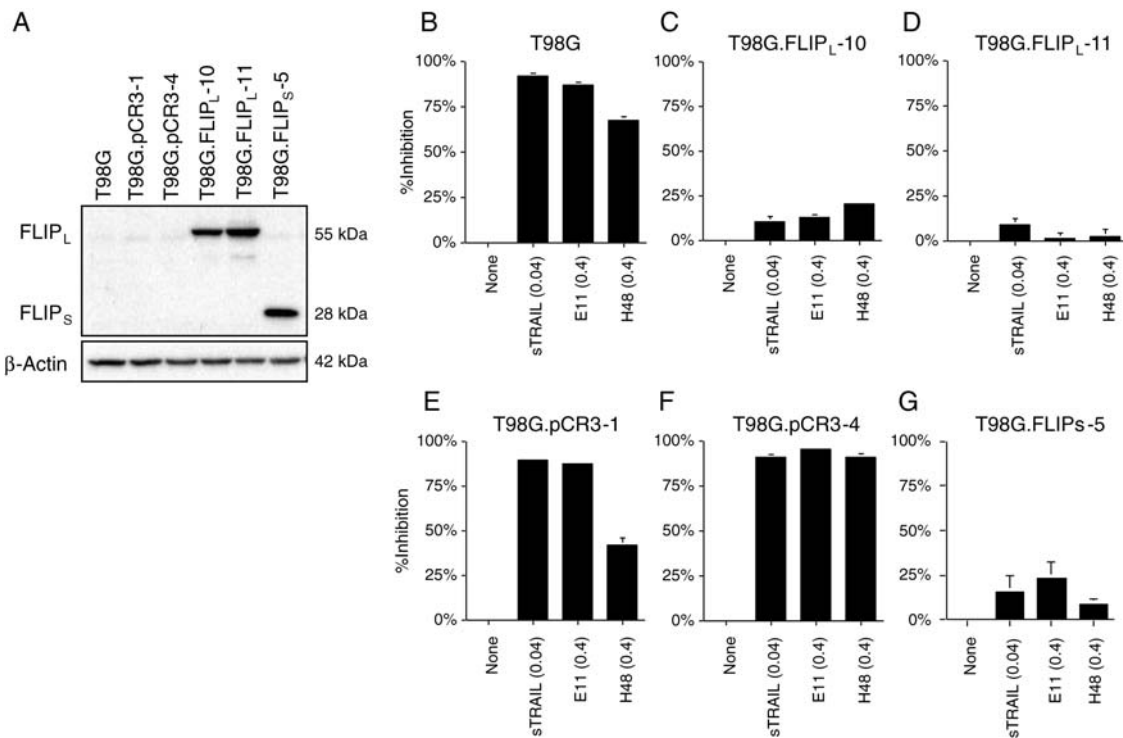 A
T98G
T98G.pCR3-1
T98G.pCR3-4
T98G.FLIPL-10
T98G.FLIPL-11
T98G.FLIPS-5
FLIPL
55 kDa
FLIPS
28 kDa
β-Actin
42 kDa
B
T98G
%Inhibition
100%
75%
50%
25%
0%
None
sTRAIL (0.04)
E11 (0.4)
H48 (0.4)
C
T98G.FLIPL-10
100%
75%
50%
25%
0%
None
sTRAIL (0.04)
E11 (0.4)
H48 (0.4)
D
T98G.FLIPL-11
100%
75%
50%
25%
0%
None
sTRAIL (0.04)
E11 (0.4)
H48 (0.4)
E
T98G.pCR3-1
%Inhibition
100%
75%
50%
25%
0%
None
sTRAIL (0.04)
E11 (0.4)
H48 (0.4)
F
T98G.pCR3-4
100%
75%
50%
25%
0%
None
sTRAIL (0.04)
E11 (0.4)
H48 (0.4)
G
T98G.FLIPs-5
100%
75%
50%
25%
0%
None
sTRAIL (0.04)
E11 (0.4)
H48 (0.4)